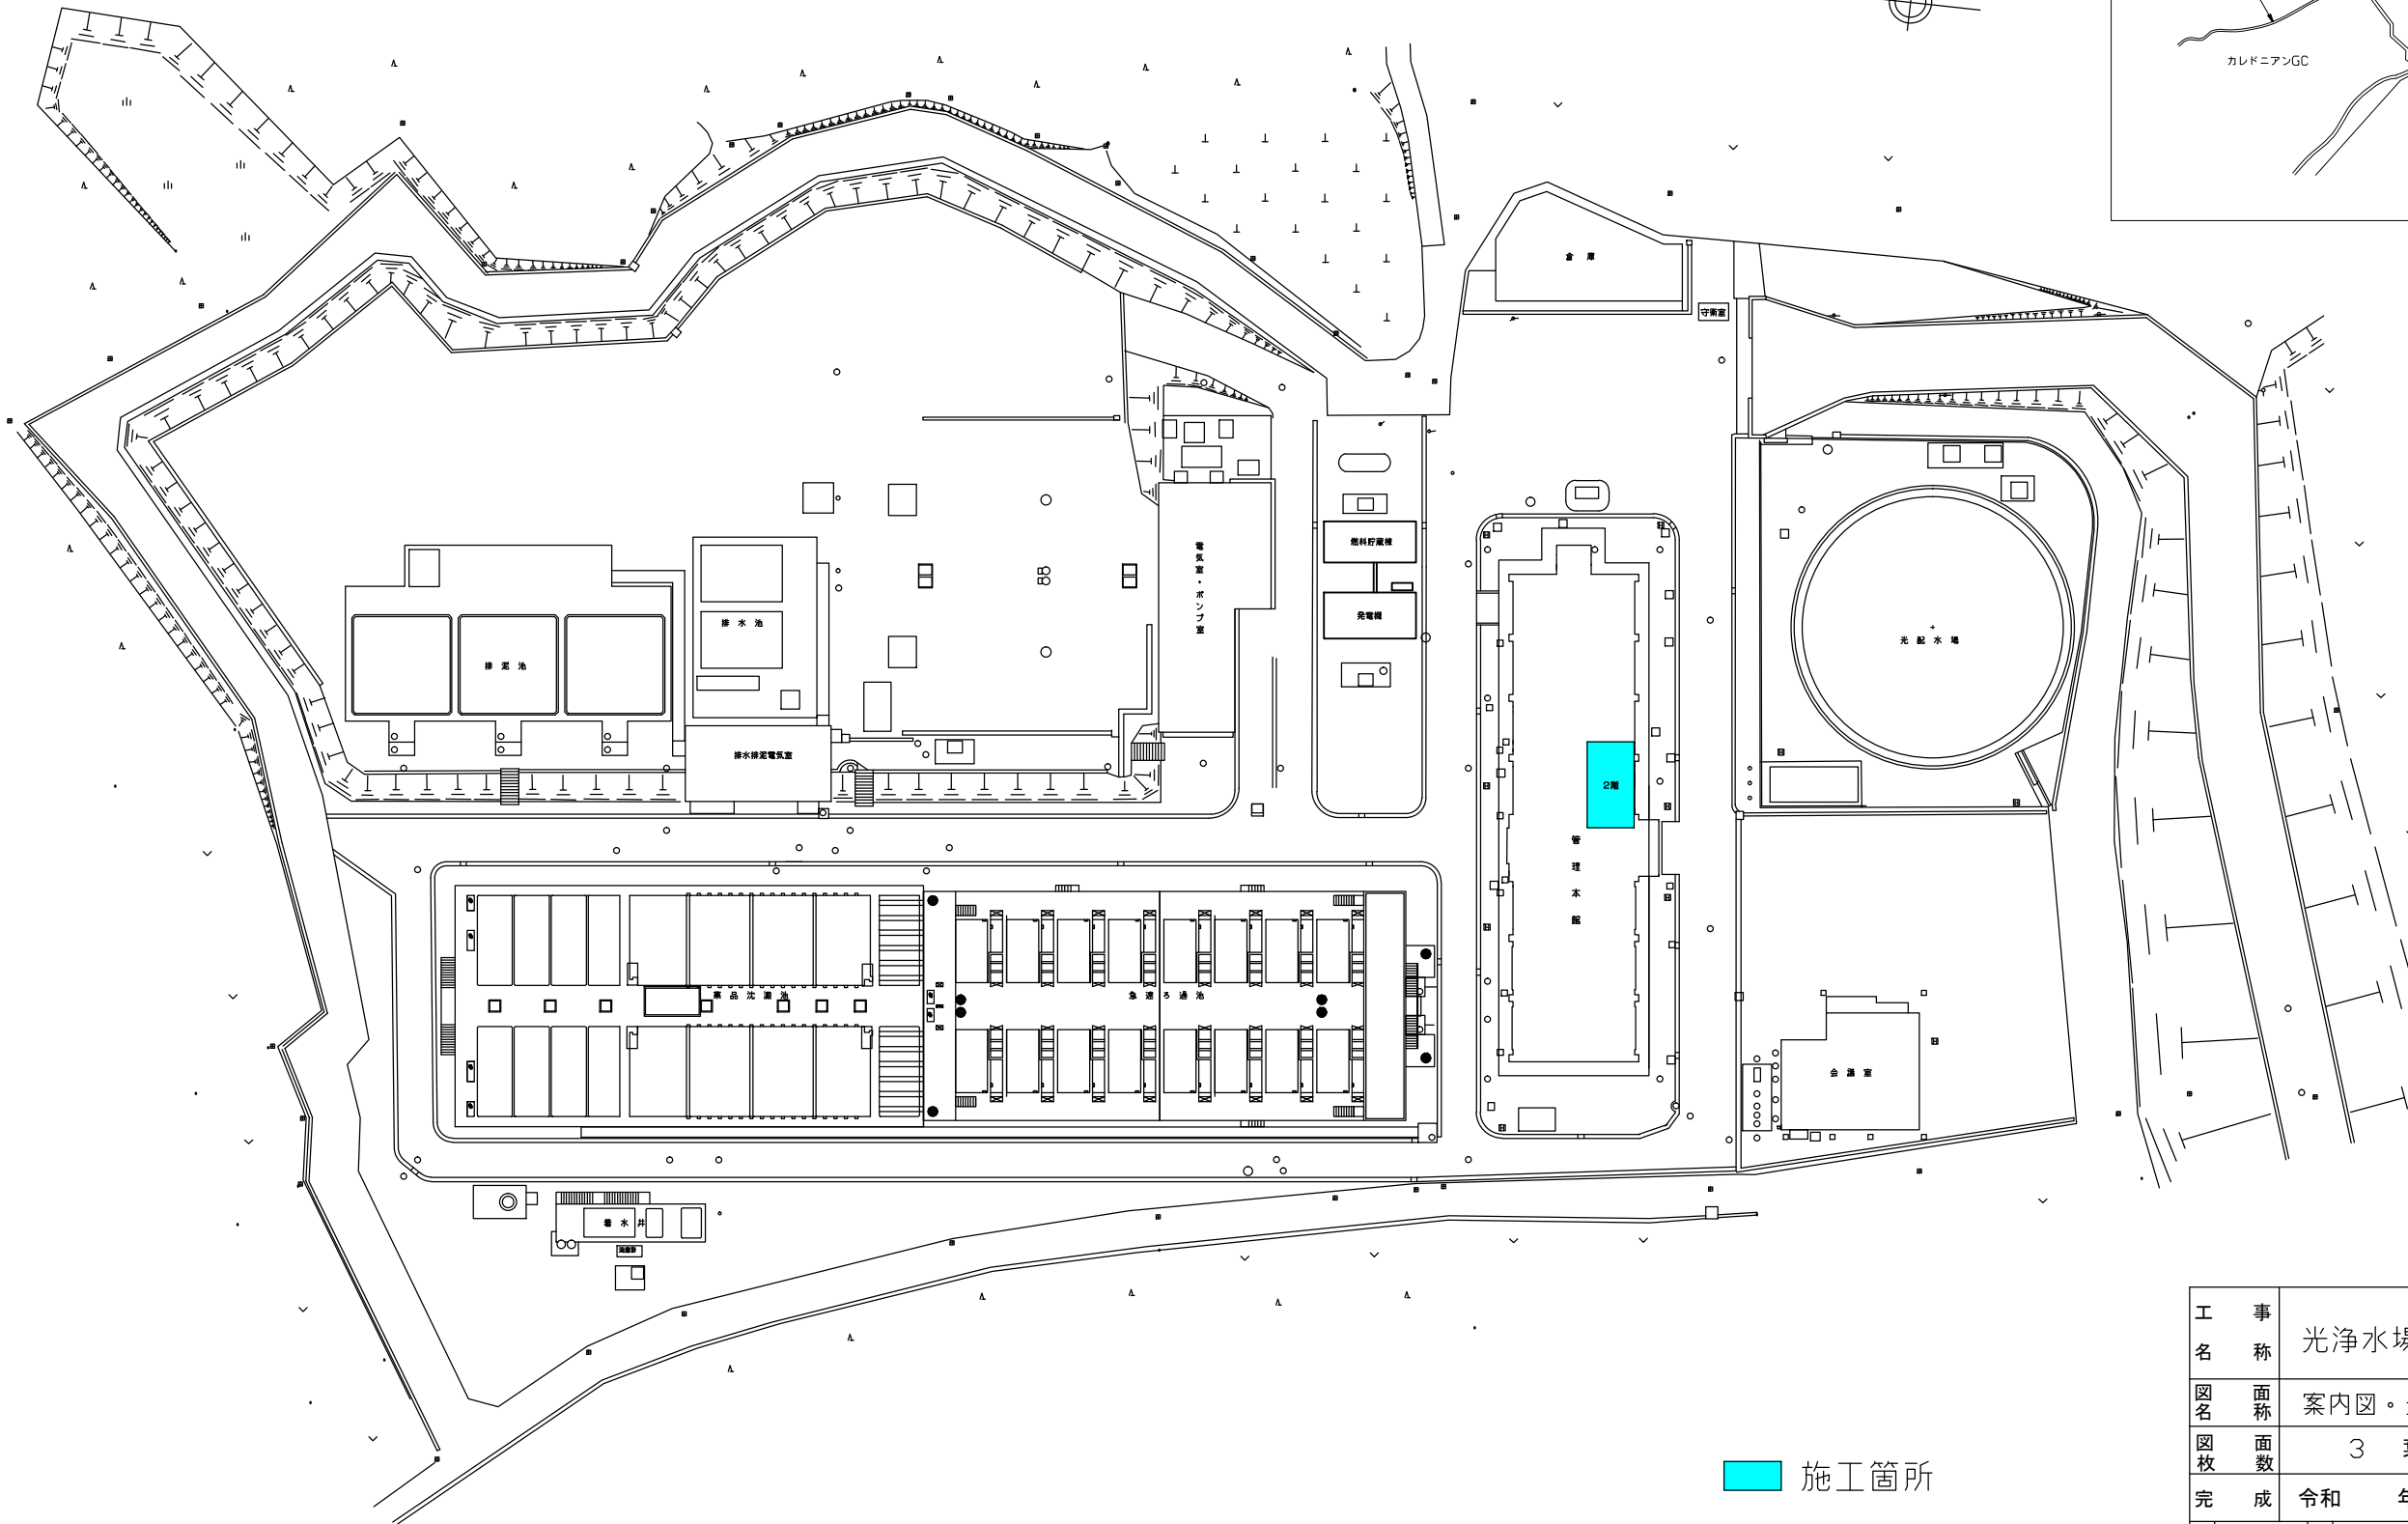 カレドニアンGC
倉庫
守衛室
電気室・ポンプ室
燃料貯蔵棟
発電機
排水池
排泥池
排水排泥電気室
光配水場
2階
管理本館
薬品沈澱池
急速ろ過池
会議室
着水井
施工箇所
工事名称 光浄水場
図面名称 案内図・
図面枚数 3
完成 令和 年